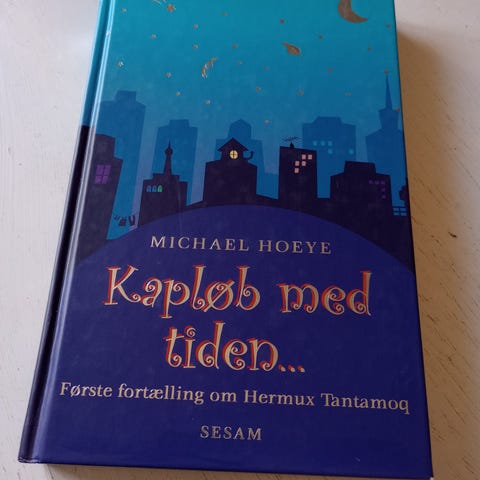 MICHAEL HOEYE
Kapløb med
tiden...
Første fortælling om Hermux Tantamoq
SESAM